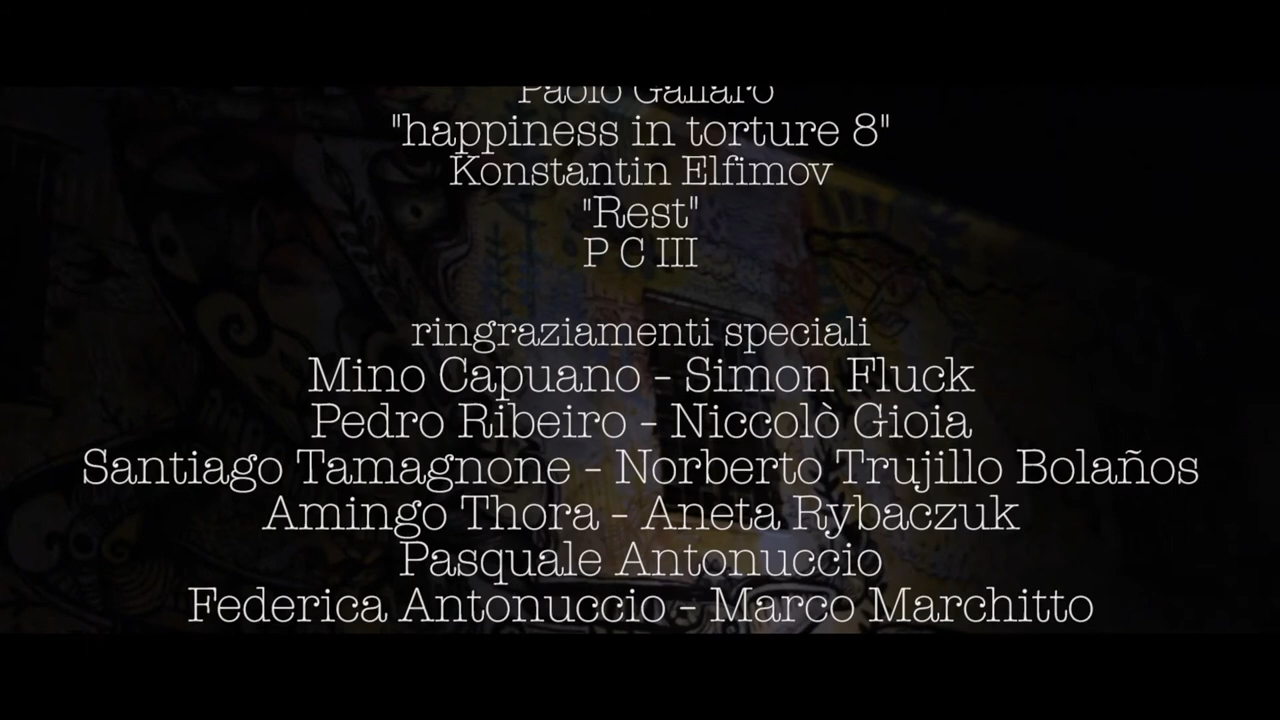 Paolo
"happiness in torture 8"
Konstantin Elfimov
"Rest"
P C III
ringraziamenti speciali
Mino Capuano - Simon Fluck
Pedro Ribeiro - Niccolò Gioia
Santiago Tamagnone - Norberto Trujillo Bolaños
Amingo Thora - Aneta Rybaczuk
Pasquale Antonuccio
Federica Antonuccio - Marco Marchitto